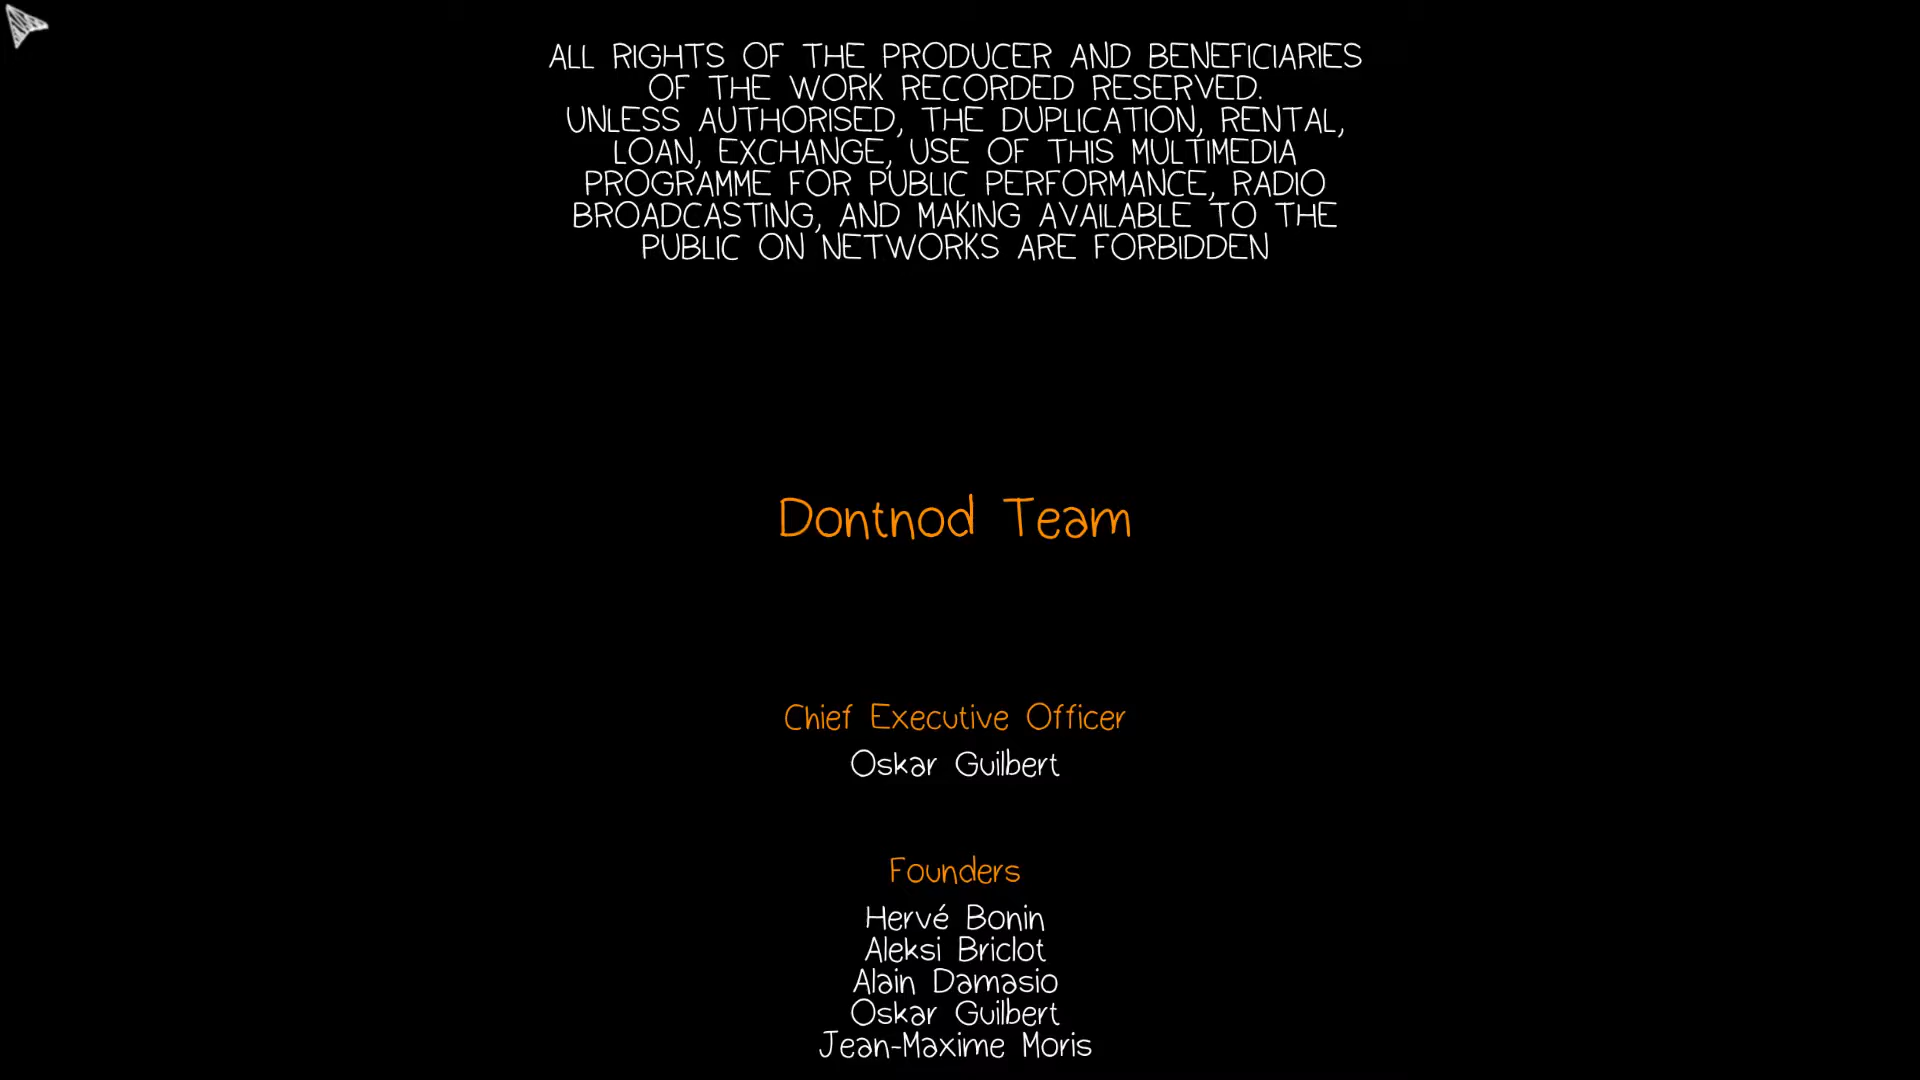 ALL RIGHTS OF THE PRODUCER AND BENEFICIARIES
OF THE WORK RECORDED RESERVED.
UNLESS AUTHORISED, THE DUPLICATION, RENTAL,
LOAN, EXCHANGE, USE OF THIS MULTIMEDIA
PROGRAMME FOR PUBLIC PERFORMANCE, RADIO
BROADCASTING, AND MAKING AVAILABLE TO THE
PUBLIC ON NETWORKS ARE FORBIDDEN
Dontnod Team
Chief Executive Officer
Oskar Guilbert
Founders
Hervé Bonin
Aleksi Briclot
Alain Damasio
Oskar Guilbert
Jean-Maxime Moris